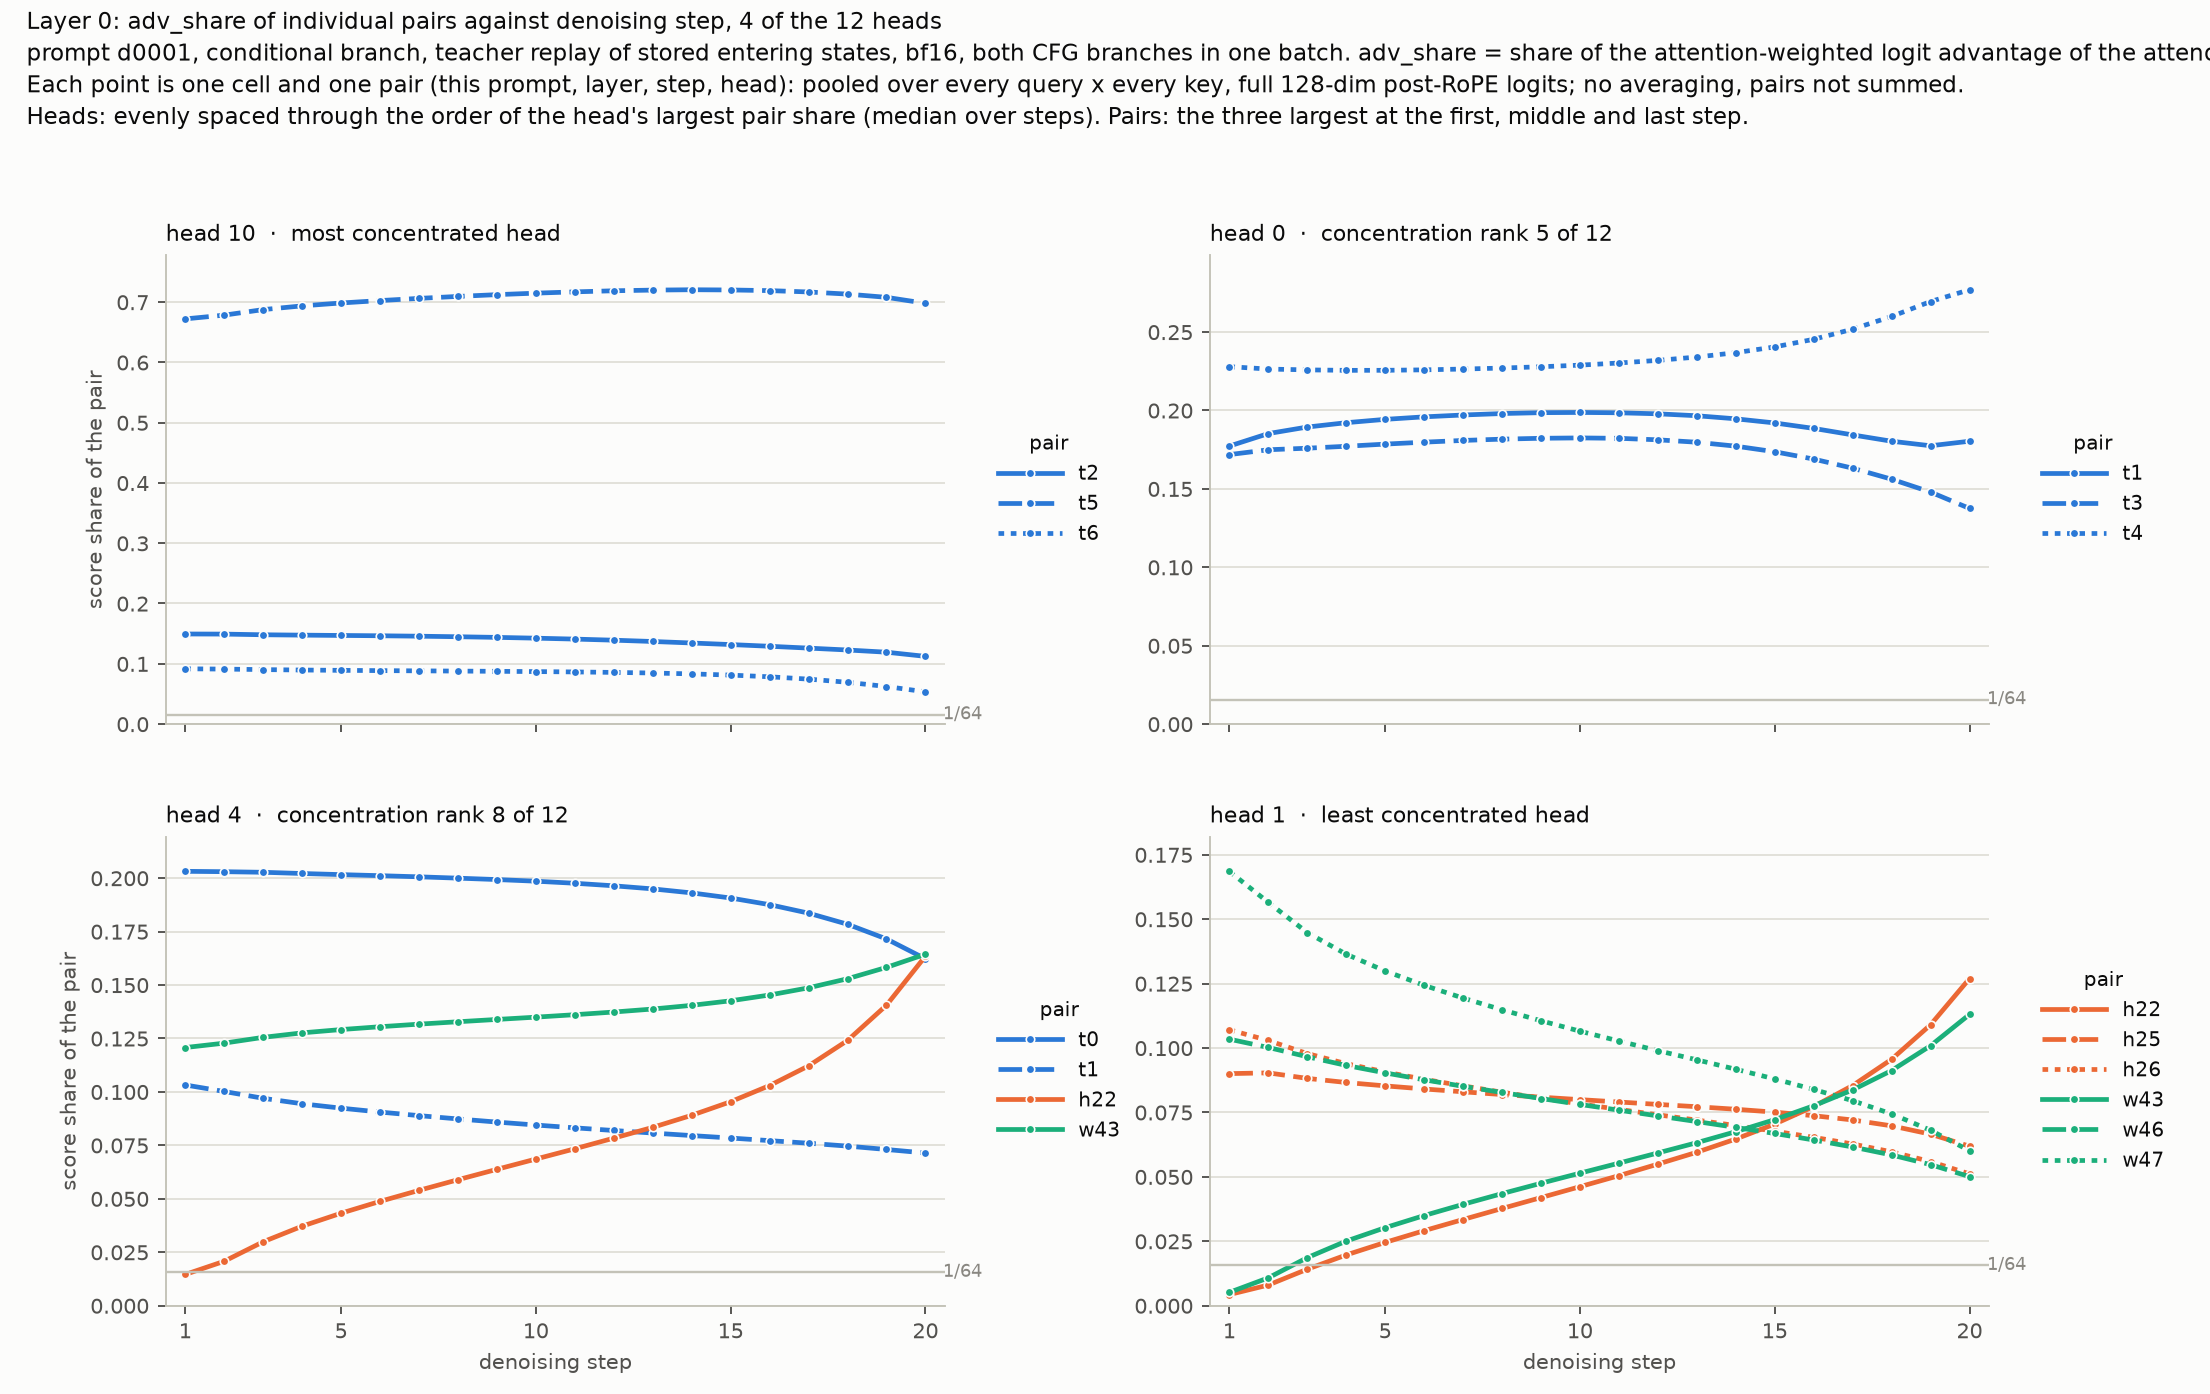 Layer 0: adv_share of individual pairs against denoising step, 4 of the 12 heads
prompt d0001, conditional branch, teacher replay of stored entering states, bf16, both CFG branches in one batch. adv_share = share of the attention-weighted logit advantage of the
Each point is one cell and one pair (this prompt, layer, step, head): pooled over every query x every key, full 128-dim post-RoPE logits; no averaging, pairs not summed.
Heads: evenly spaced through the order of the head's largest pair share (median over steps). Pairs: the three largest at the first, middle and last step.
head 10 · most concentrated head
score share of the pair
0.7
0.6
0.5
0.4
0.3
0.2
0.1
0.0
1/64
pair
t2
t5
t6
head 0 · concentration rank 5 of 12
0.25
0.20
0.15
0.10
0.05
0.00
1/64
pair
t1
t3
t4
head 4 · concentration rank 8 of 12
score share of the pair
0.200
0.175
0.150
0.125
0.100
0.075
0.050
0.025
0.000
1/64
1 5 10 15 20
denoising step
pair
t0
t1
h22
w43
head 1 · least concentrated head
0.175
0.150
0.125
0.100
0.075
0.050
0.025
0.000
1/64
1 5 10 15 20
denoising step
pair
h22
h25
h26
w43
w46
w47